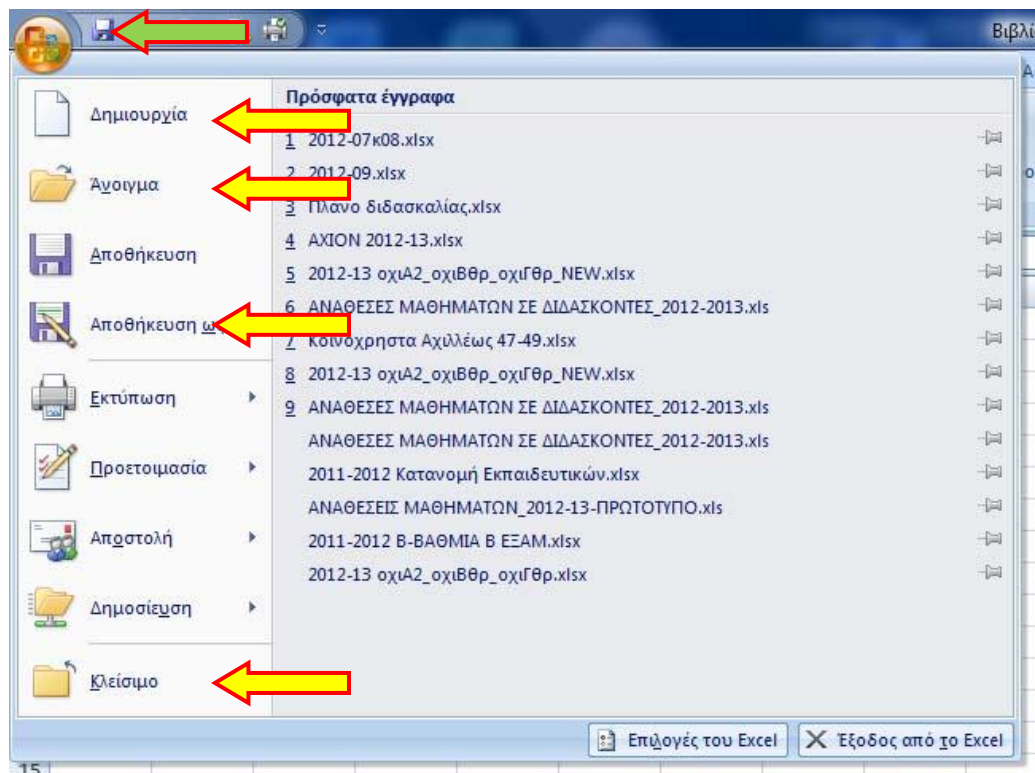 Βιβλί
Δημιουργία
Άνοιγμα
Αποθήκευση
Αποθήκευση ω
Εκτύπωση
Προετοιμασία
Αποστολή
Δημοσίευση
Κλείσιμο
Πρόσφατα έγγραφα
1 2012-07κ08.xlsx
2 2012-09.xlsx
3 Πλάνο διδασκαλίας.xlsx
4 ΑΧΙΟΝ 2012-13.xlsx
5 2012-13 οχιΑ2_οχιΒθρ_οχιΓθρ_NEW.xlsx
6 ΑΝΑΘΕΣΕΣ ΜΑΘΗΜΑΤΩΝ ΣΕ ΔΙΔΑΣΚΟΝΤΕΣ_2012-2013.xls
7 Κοινόχρηστα Αχιλλέως 47-49.xlsx
8 2012-13 οχιΑ2_οχιΒθρ_οχιΓθρ_NEW.xlsx
9 ΑΝΑΘΕΣΕΣ ΜΑΘΗΜΑΤΩΝ ΣΕ ΔΙΔΑΣΚΟΝΤΕΣ_2012-2013.xls
ΑΝΑΘΕΣΕΣ ΜΑΘΗΜΑΤΩΝ ΣΕ ΔΙΔΑΣΚΟΝΤΕΣ_2012-2013.xls
2011-2012 Κατανομή Εκπαιδευτικών.xlsx
ΑΝΑΘΕΣΕΙΣ ΜΑΘΗΜΑΤΩΝ_2012-13-ΠΡΩΤΟΤΥΠΟ.xls
2011-2012 Β-ΒΑΘΜΙΑ Β ΕΞΑΜ.xlsx
2012-13 οχιΑ2_οχιΒθρ_οχιΓθρ.xlsx
Επιλογές του Excel
Έξοδος από το Excel
15